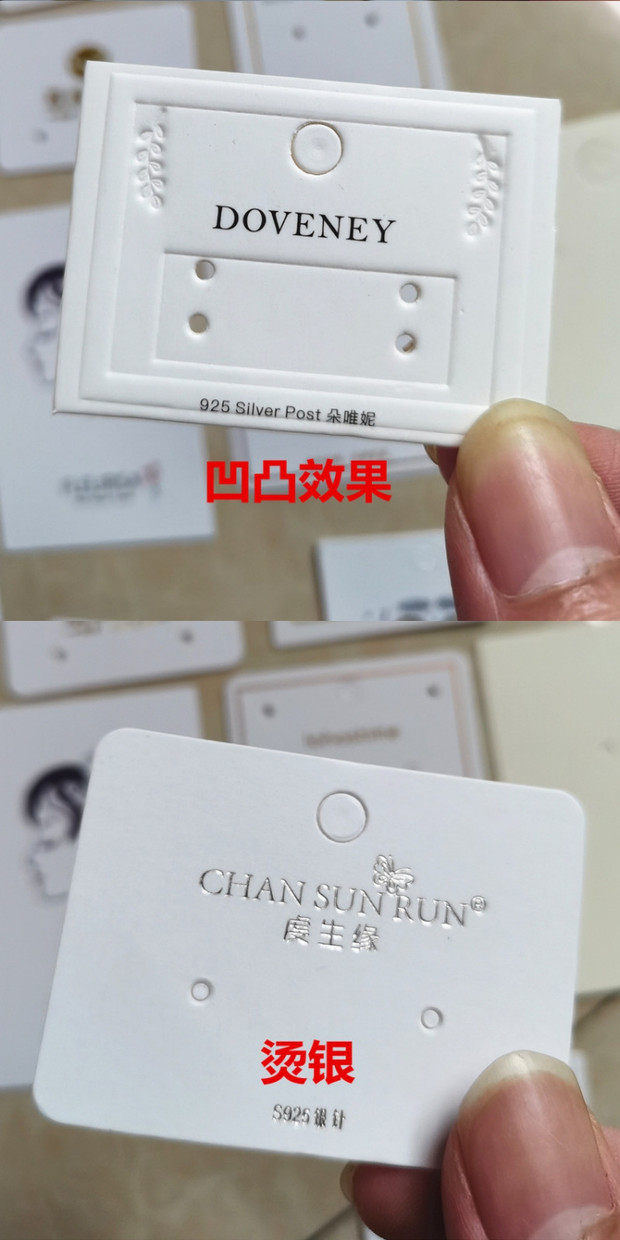 DOVENEY
925 Silver Post 朵唯妮
凹凸效果
CHAN SUN RUN®
虔生缘
烫银
S925银针